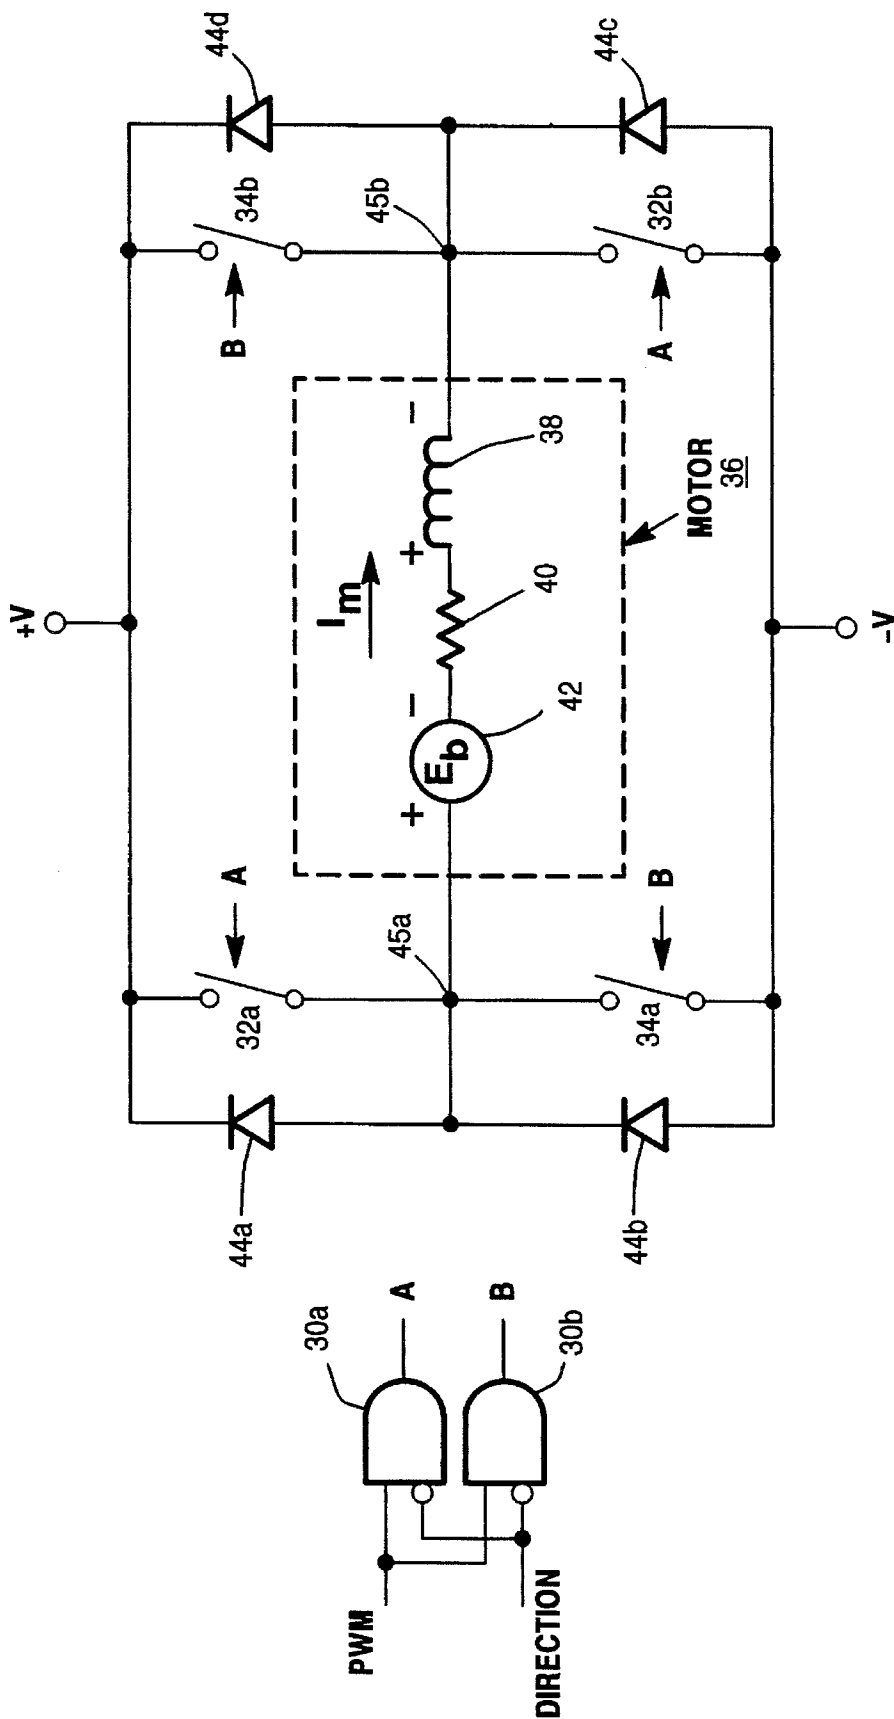 PWM
DIRECTION
30a
A
B
30b
44a
44b
32a
A
34a
B
45a
+V
-V
+
E
b
-
42
I
m
40
+
-
38
MOTOR
36
B
34b
45b
A
32b
44d
44c